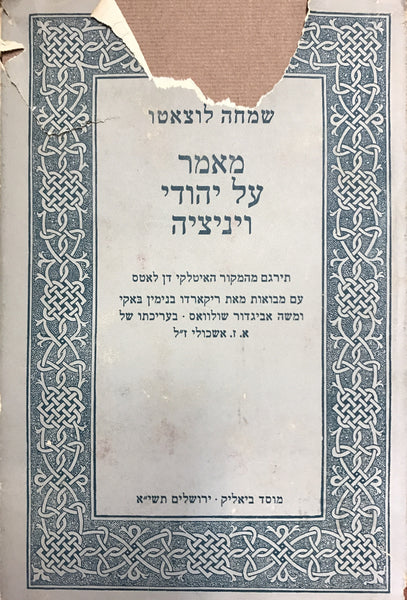 שמחה לוצאטו
מאמר
על יהודי
ויניציה
תירגם מהמקור האיטלקי דן לאטס
עם מבואות מאת ריקארדו בנימין באקי
ומשה אביגדור שולוואס · בעריכתו של
א. ז. אשכולי ז״ל
מוסד ביאליק · ירושלים תשי״א